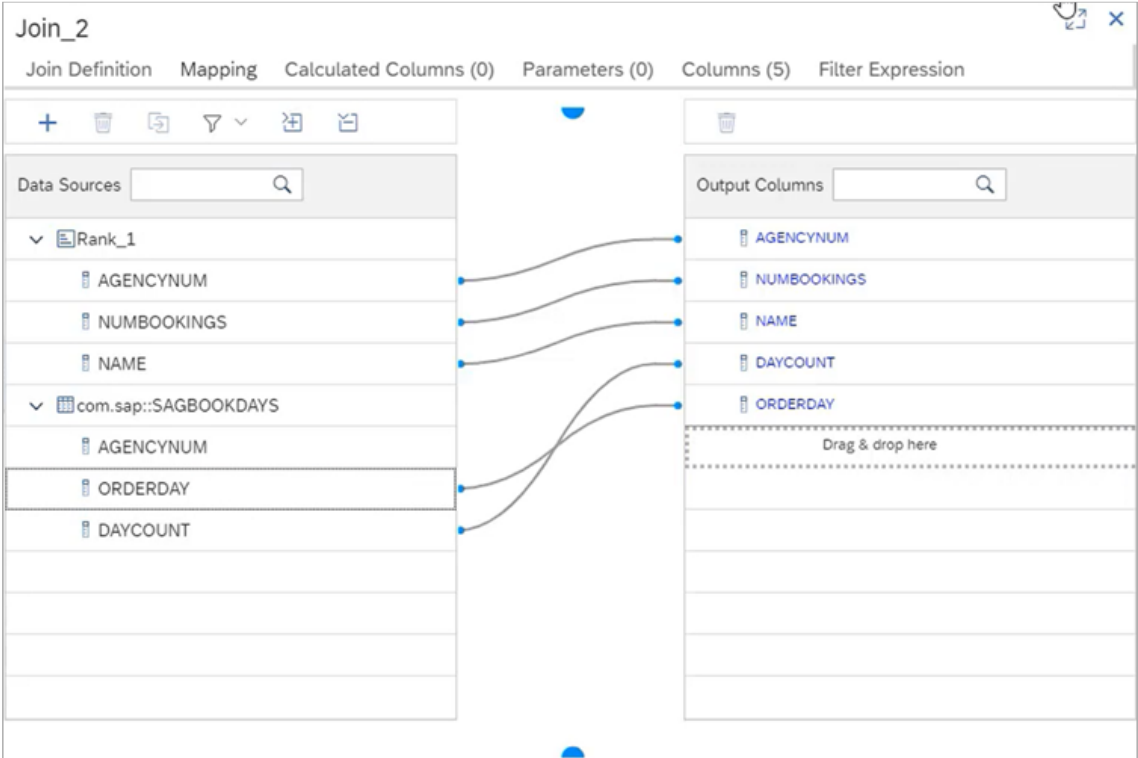 Join_2
Join Definition Mapping Calculated Columns (0) Parameters (0) Columns (5) Filter Expression
Data Sources
Rank_1
AGENCYNUM
NUMBOOKINGS
NAME
com.sap::SAGBOOKDAYS
AGENCYNUM
ORDERDAY
DAYCOUNT
Output Columns
AGENCYNUM
NUMBOOKINGS
NAME
DAYCOUNT
ORDERDAY
Drag & drop here